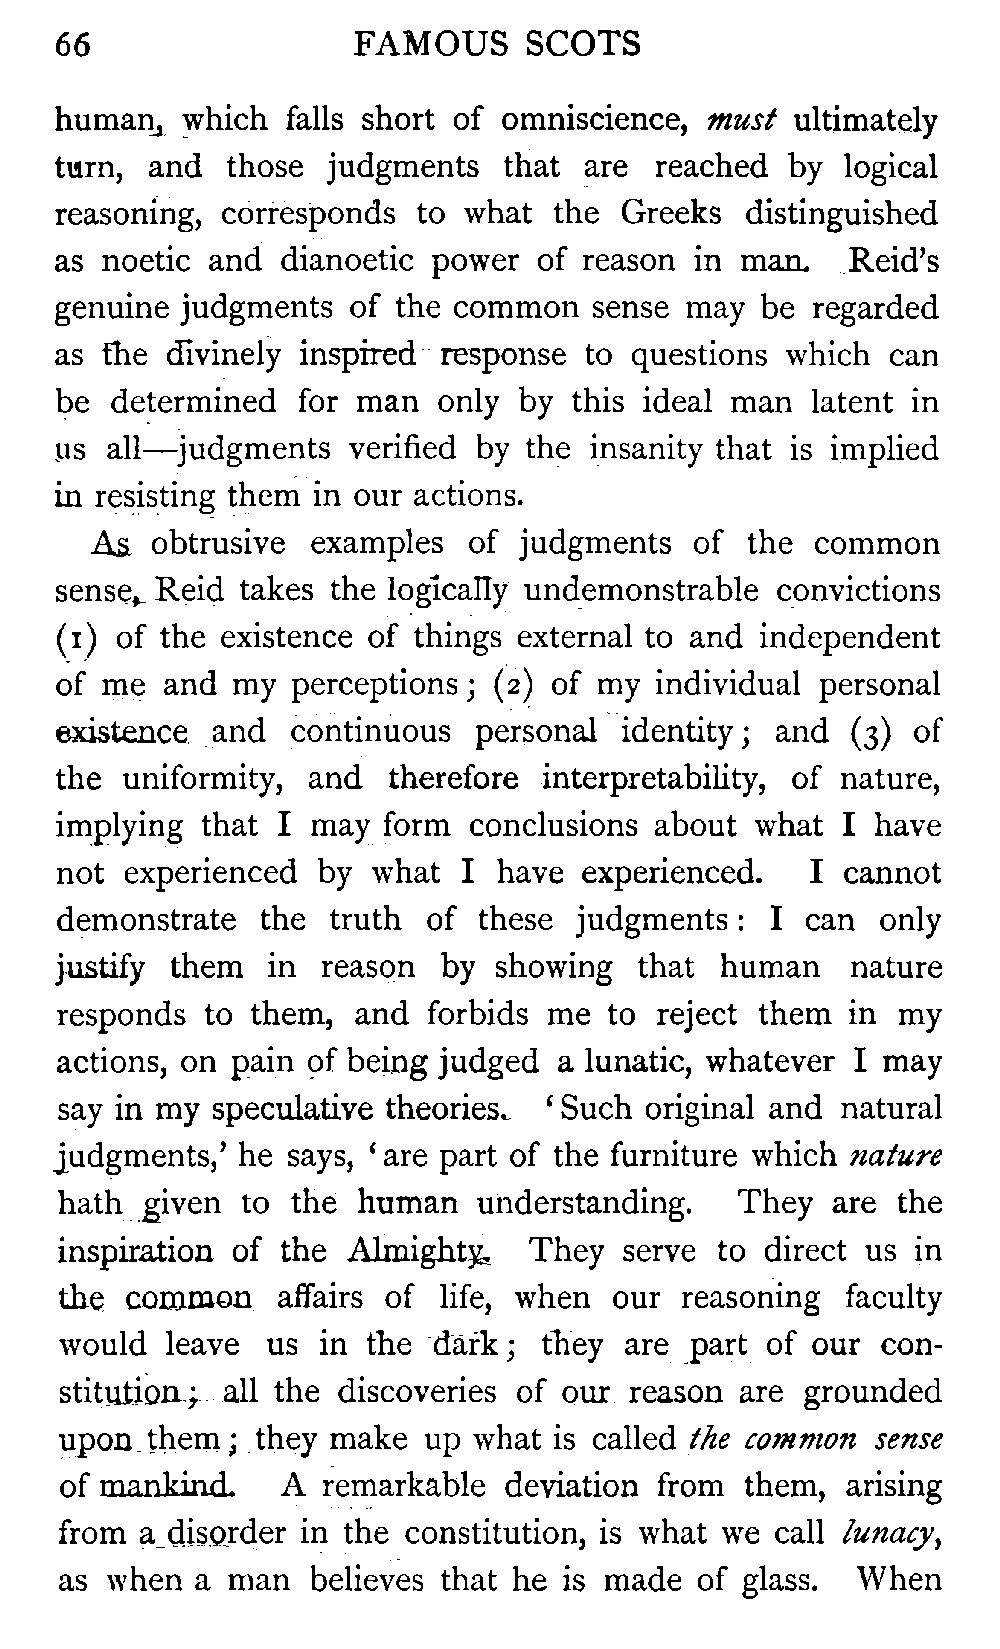 66 FAMOUS SCOTS
human, which falls short of omniscience, must ultimately
turn, and those judgments that are reached by logical
reasoning, corresponds to what the Greeks distinguished
as noetic and dianoetic power of reason in man. Reid's
genuine judgments of the common sense may be regarded
as the divinely inspired response to questions which can
be determined for man only by this ideal man latent in
us all—judgments verified by the insanity that is implied
in resisting them in our actions.
As obtrusive examples of judgments of the common
sense, Reid takes the logically undemonstrable convictions
(1) of the existence of things external to and independent
of me and my perceptions; (2) of my individual personal
existence and continuous personal identity; and (3) of
the uniformity, and therefore interpretability, of nature,
implying that I may form conclusions about what I have
not experienced by what I have experienced. I cannot
demonstrate the truth of these judgments: I can only
justify them in reason by showing that human nature
responds to them, and forbids me to reject them in my
actions, on pain of being judged a lunatic, whatever I may
say in my speculative theories. ‘Such original and natural
judgments,’ he says, ‘are part of the furniture which nature
hath given to the human understanding. They are the
inspiration of the Almighty. They serve to direct us in
the common affairs of life, when our reasoning faculty
would leave us in the dark; they are part of our con-
stitution; all the discoveries of our reason are grounded
upon them; they make up what is called the common sense
of mankind. A remarkable deviation from them, arising
from a disorder in the constitution, is what we call lunacy,
as when a man believes that he is made of glass. When